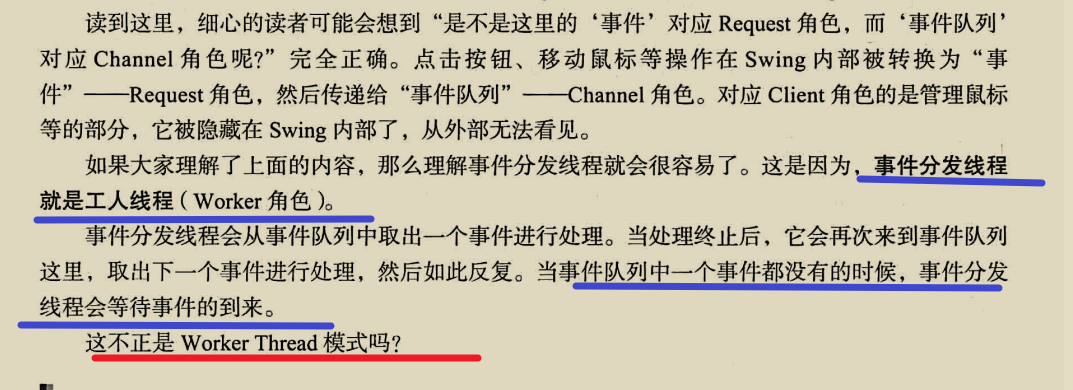 读到这里，细心的读者可能会想到“是不是这里的‘事件’对应 Request 角色，而‘事件队列’
对应 Channel 角色呢?”完全正确。点击按钮、移动鼠标等操作在 Swing 内部被转换为“事
件”——Request 角色，然后传递给“事件队列”——Channel 角色。对应 Client 角色的是管理鼠标
等的部分，它被隐藏在 Swing 内部了，从外部无法看见。
如果大家理解了上面的内容，那么理解事件分发线程就会很容易了。这是因为，事件分发线程
就是工人线程（Worker 角色）。
事件分发线程会从事件队列中取出一个事件进行处理。当处理终止后，它会再次来到事件队列
这里，取出下一个事件进行处理，然后如此反复。当事件队列中一个事件都没有的时候，事件分发
线程会等待事件的到来。
这不正是 Worker Thread 模式吗?